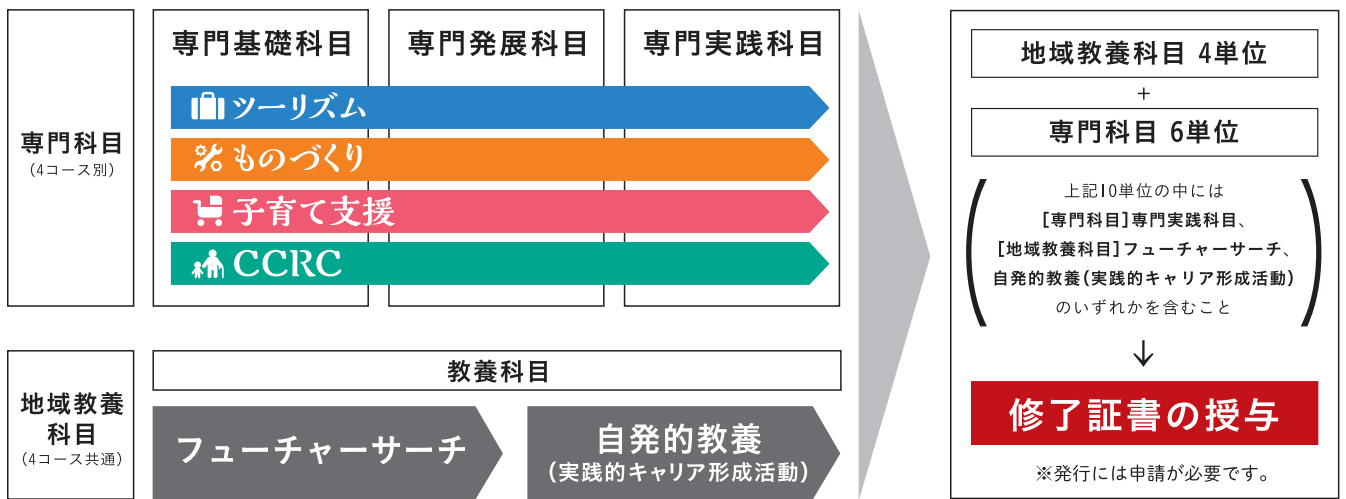 専門科目
(4コース別)
専門基礎科目
専門発展科目
専門実践科目
ツーリズム
ものづくり
子育て支援
CCRC
地域教養
科目
(4コース共通)
教養科目
フューチャーサーチ
自発的教養
(実践的キャリア形成活動)
地域教養科目 4単位
+
専門科目 6単位
上記10単位の中には
[専門科目]専門実践科目、
[地域教養科目]フューチャーサーチ、
自発的教養(実践的キャリア形成活動)
のいずれかを含むこと
↓
修了証書の授与
※発行には申請が必要です。